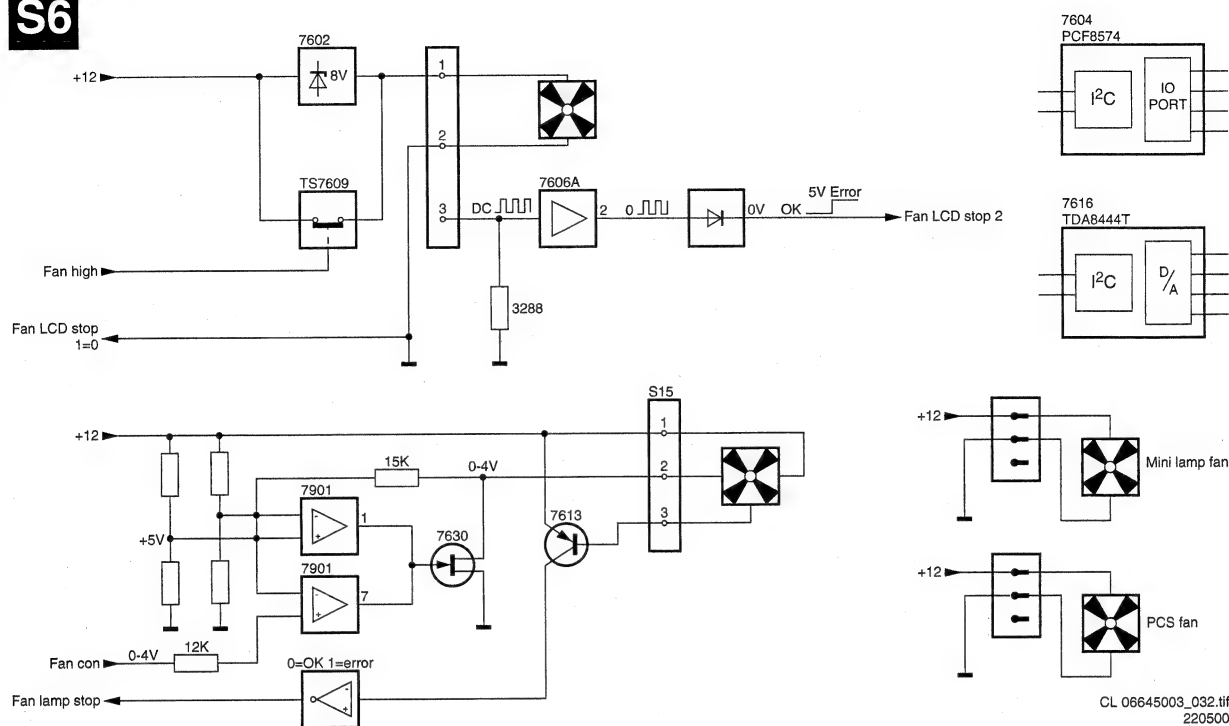 S6
7602
+12
8V
1
2
3
TS7609
Fan high
Fan LCD stop
1=0
DC
7606A
2
0
0V
OK
5V Error
Fan LCD stop 2
3288
7604
PCF8574
I²C
IO
PORT
7616
TDA8444T
I²C
D/A
+12
S15
1
2
3
15K
0-4V
7901
-
+
1
+5V
7630
7613
7901
-
+
7
Fan con
0-4V
12K
0=OK 1=error
-
+
Fan lamp stop
+12
Mini lamp fan
+12
PCS fan
CL 06645003_032.tif
220500